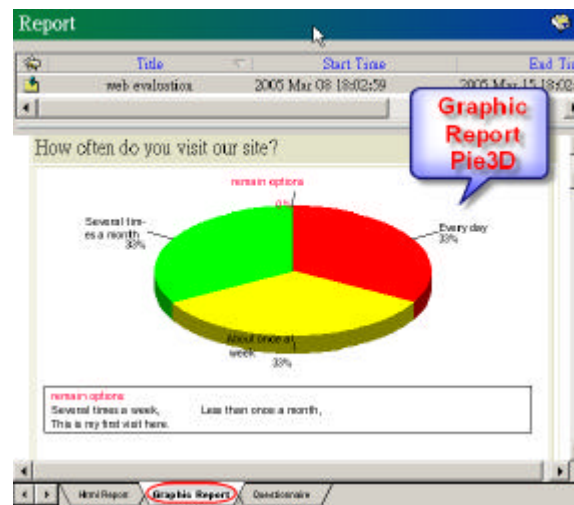 Report
Title Start Time End Ti
web evaluation 2005 Mar 08 18:02:59 2005 Mar 15 18:02
Graphic
Report
Pie3D
How often do you visit our site?
remain options
0%
Several tim-
es a month
33%
Every day
33%
About once a
week
33%
remain options
Several times a week, Less than once a month,
This is my first visit here.
Html Report Graphic Report Questionnaire